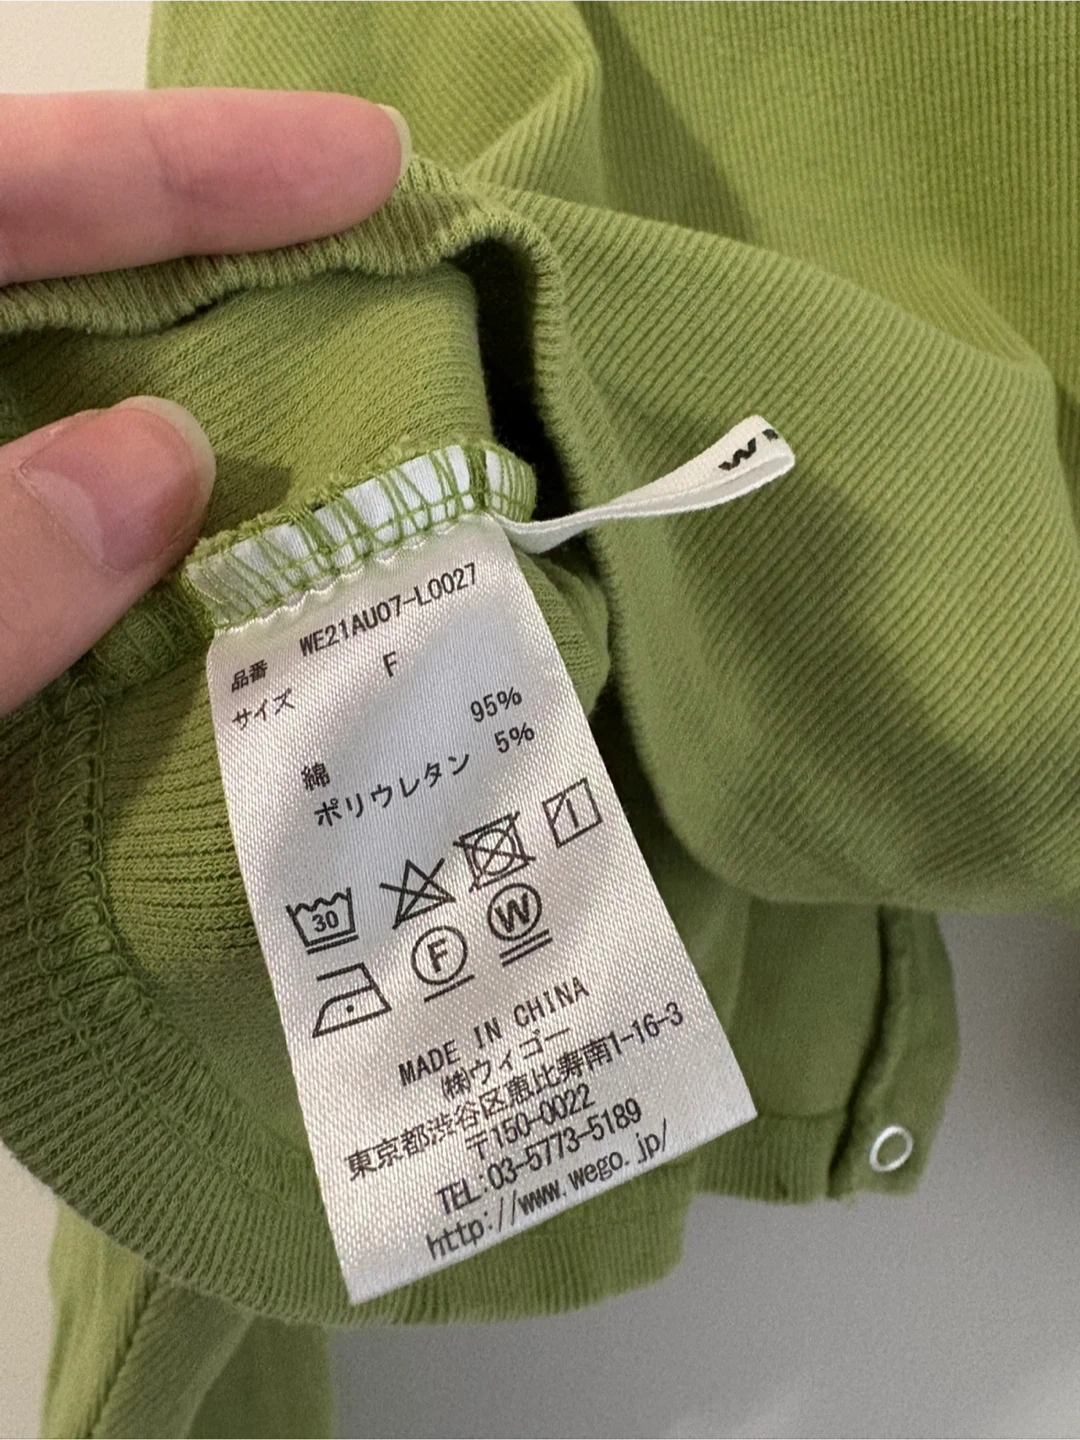 W
品番 WE21AU07-L0027
サイズ F
綿 95%
ポリウレタン 5%
30
F W
MADE IN CHINA
㈱ウィゴー
東京都渋谷区恵比寿南1-16-3
〒150-0022
TEL:03-5773-5189
http://www.wego.jp/